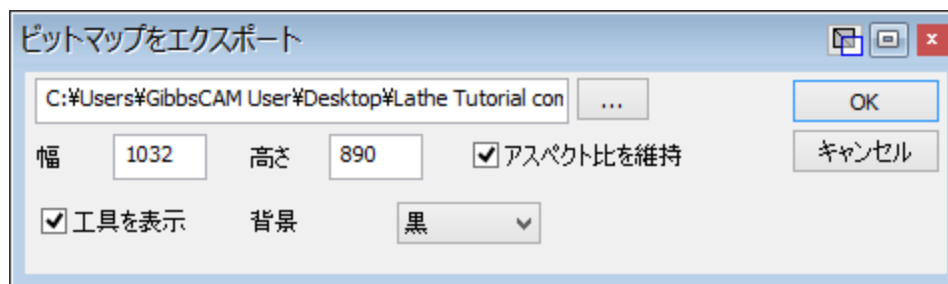 ビットマップをエクスポート
C:¥Users¥GibbsCAM User¥Desktop¥Lathe Tutorial con ... OK
幅 1032 高さ 890 アスペクト比を維持 キャンセル
工具を表示 背景 黒